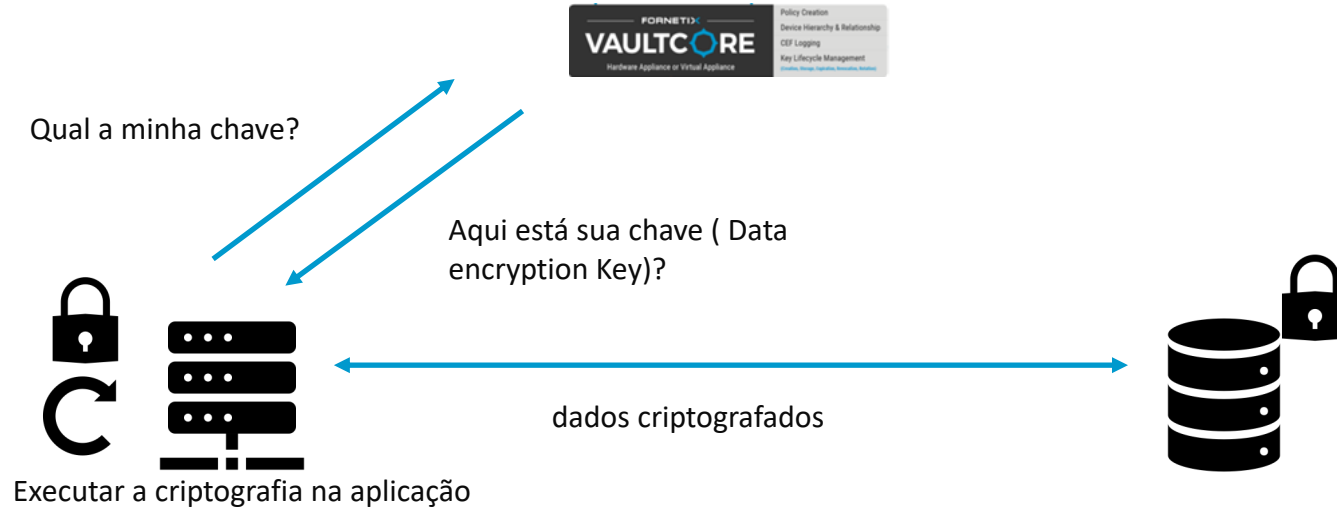 FORNETIX
VAULTCORE
Hardware Appliance or Virtual Appliance
Policy Creation
Device Hierarchy & Relationship
CEF Logging
Key Lifecycle Management
Qual a minha chave?
Aqui está sua chave ( Data
encryption Key)?
dados criptografados
Executar a criptografia na aplicação